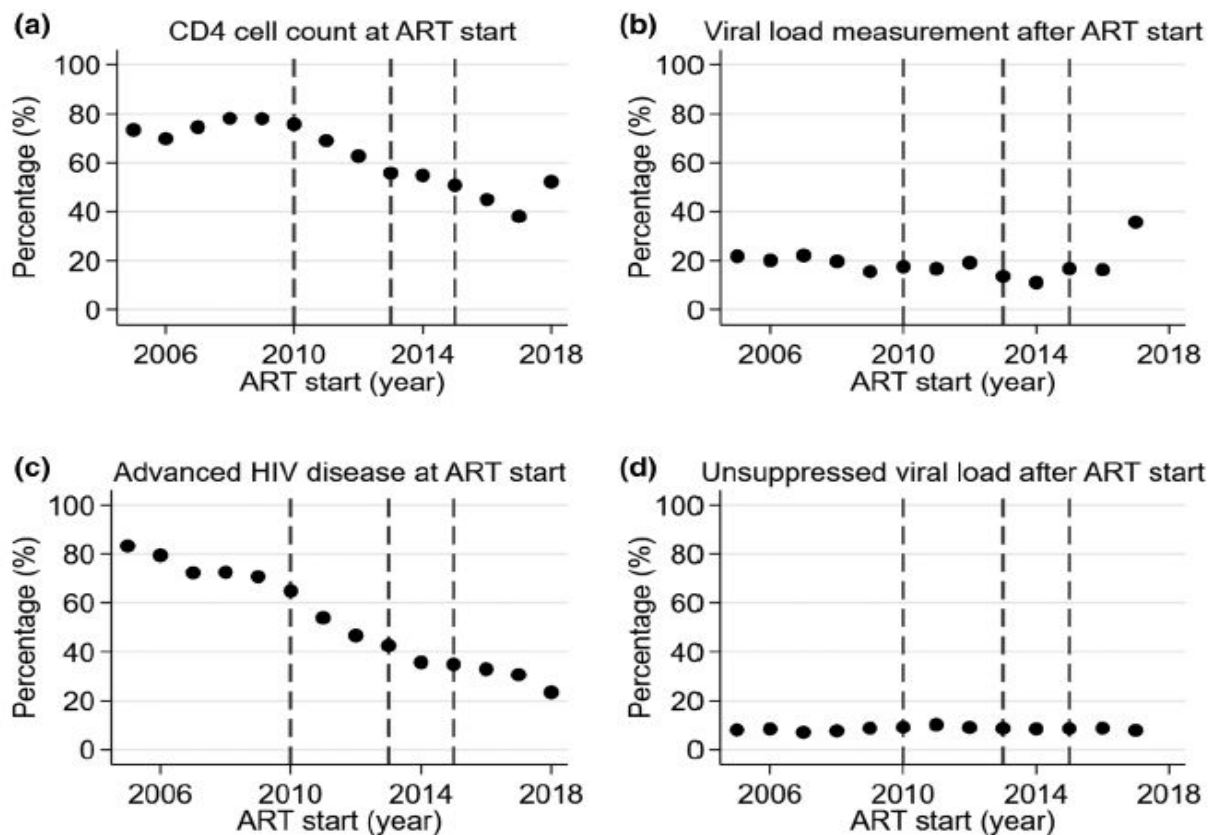 (a) CD4 cell count at ART start
Percentage (%)
100
80
60
40
20
0
2006 2010 2014 2018
ART start (year)
(b) Viral load measurement after ART start
Percentage (%)
100
80
60
40
20
0
2006 2010 2014 2018
ART start (year)
(c) Advanced HIV disease at ART start
Percentage (%)
100
80
60
40
20
0
2006 2010 2014 2018
ART start (year)
(d) Unsuppressed viral load after ART start
Percentage (%)
100
80
60
40
20
0
2006 2010 2014 2018
ART start (year)